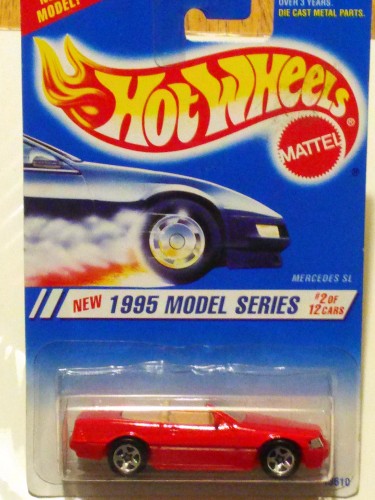 MODEL!
OVER 3 YEARS.
DIE CAST METAL PARTS.
HOT WHEELS
MATTEL
MERCEDES SL
NEW 1995 MODEL SERIES #2 OF
12 CARS